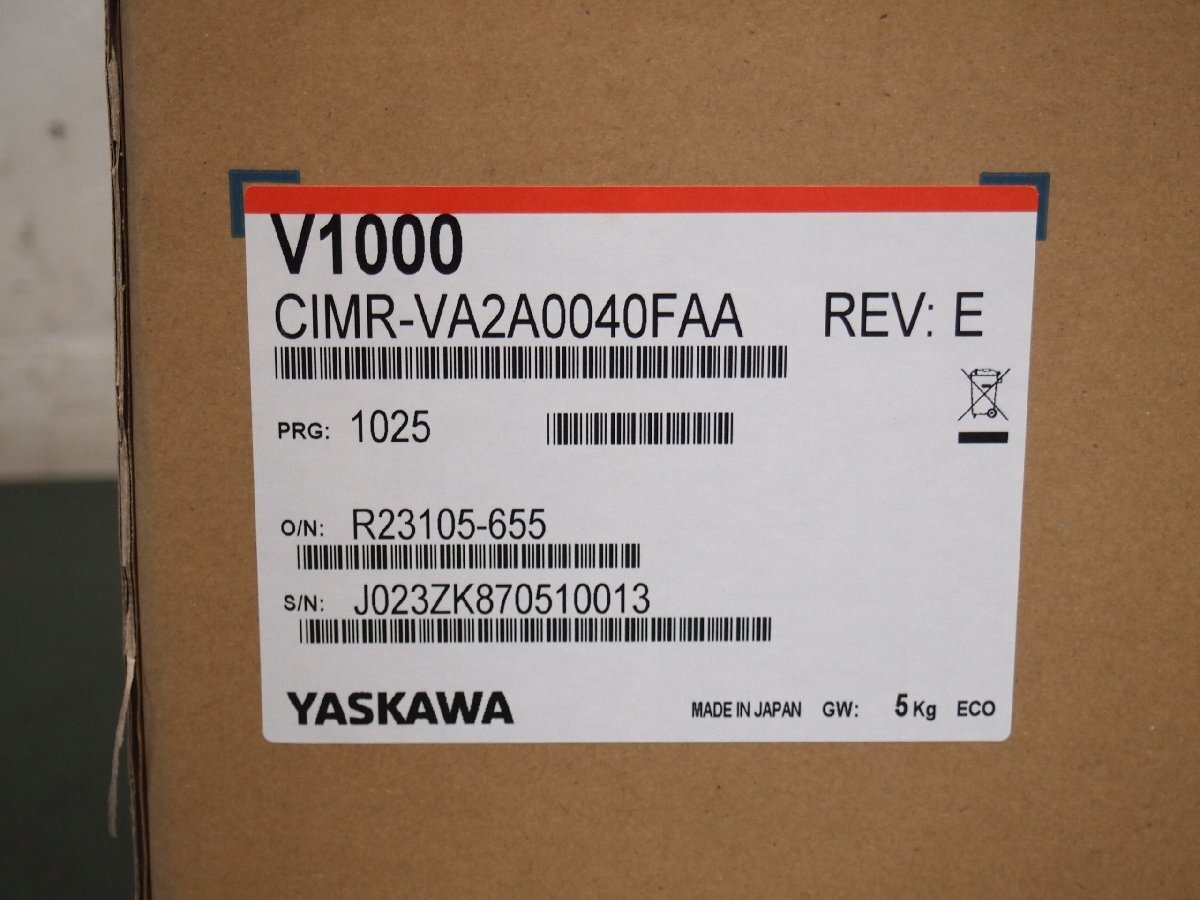 V1000
CIMR-VA2A0040FAA REV: E
PRG: 1025
O/N: R23105-655
S/N: J023ZK870510013
YASKAWA MADE IN JAPAN GW: 5 Kg ECO